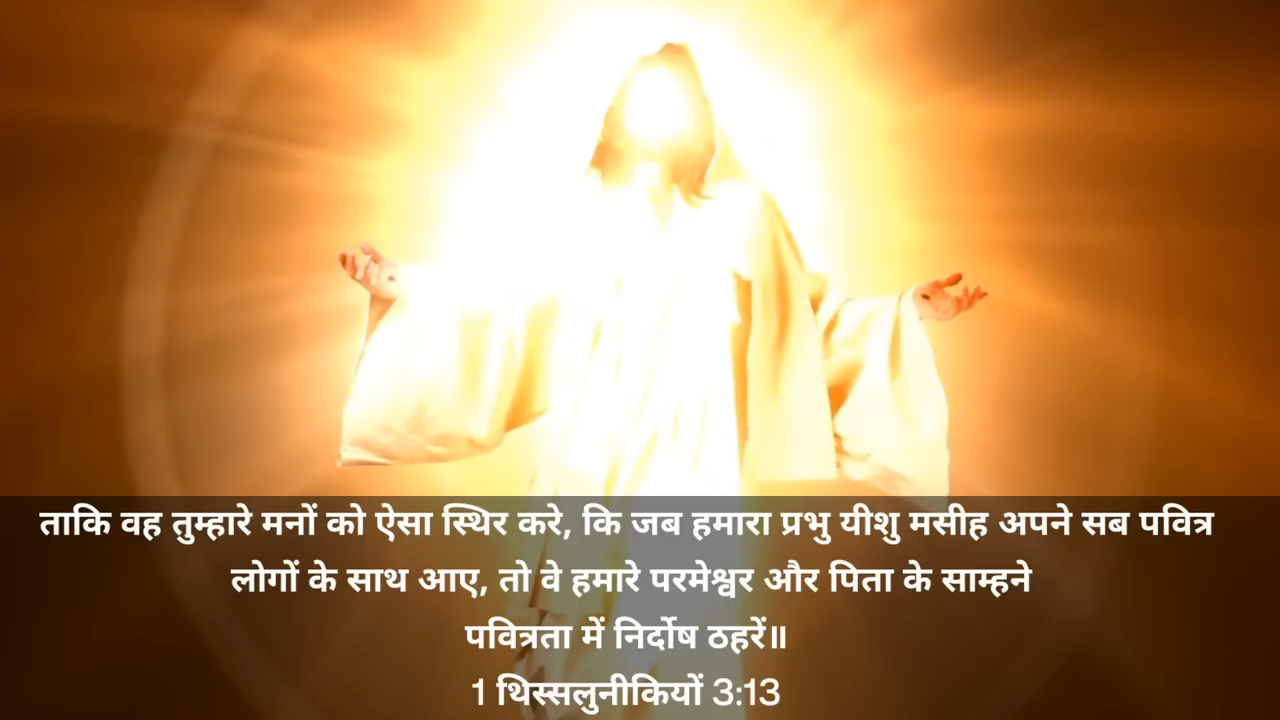 ताकि वह तुम्हारे मनों को ऐसा स्थिर करे, कि जब हमारा प्रभु यीशु मसीह अपने सब पवित्र
लोगों के साथ आए, तो वे हमारे परमेश्वर और पिता के साम्हने
पवित्रता में निर्दोष ठहरें॥
1 थिस्सलुनीकियों 3:13